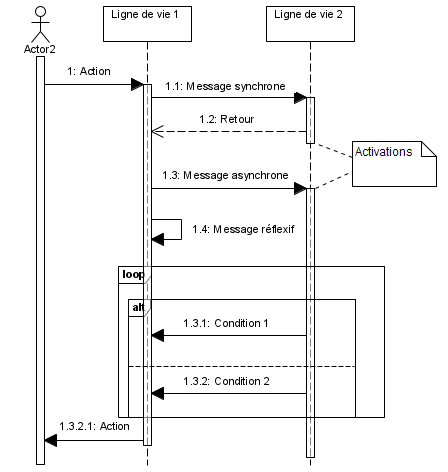 Ligne de vie 1
Ligne de vie 2
Actor2
1: Action
1.1: Message synchrone
1.2: Retour
Activations
1.3: Message asynchrone
1.4: Message réflexif
loop
alt
1.3.1: Condition 1
1.3.2: Condition 2
1.3.2.1: Action